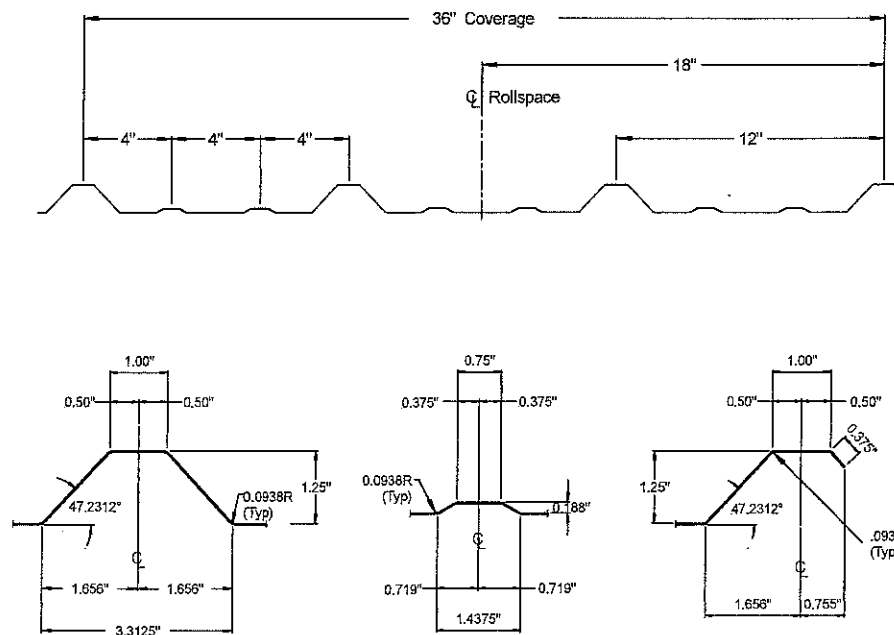 36" Coverage
18"
℄ Rollspace
4" 4" 4" 12"
1.00"
0.50" 0.50"
1.25"
47.2312°
0.0938R
(Typ)
℄
1.656" 1.656"
3.3125"
0.75"
0.375" 0.375"
0.0938R
(Typ)
0.188"
℄
0.719" 0.719"
1.4375"
1.00"
0.50" 0.50"
0.375"
1.25"
47.2312°
.093
(Typ
℄
1.656" 0.755"